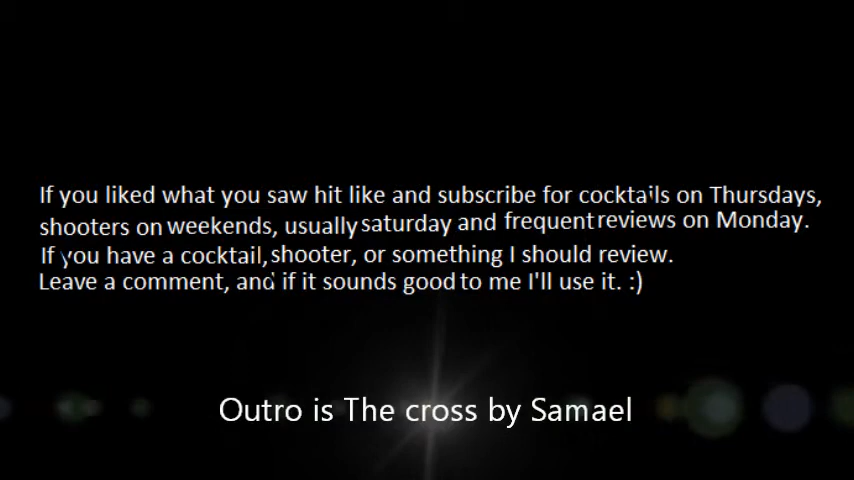 If you liked what you saw hit like and subscribe for cocktails on Thursdays,
shooters on weekends, usually saturday and frequent reviews on Monday.
If you have a cocktail, shooter, or something I should review.
Leave a comment, and if it sounds good to me I'll use it. :)
Outro is The cross by Samael